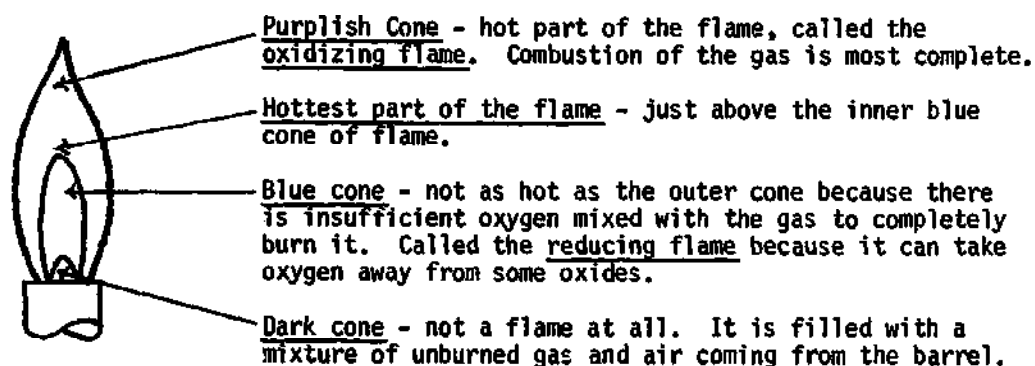 Purplish Cone - hot part of the flame, called the
oxidizing flame. Combustion of the gas is most complete.
Hottest part of the flame - just above the inner blue
cone of flame.
Blue cone - not as hot as the outer cone because there
is insufficient oxygen mixed with the gas to completely
burn it. Called the reducing flame because it can take
oxygen away from some oxides.
Dark cone - not a flame at all. It is filled with a
mixture of unburned gas and air coming from the barrel.